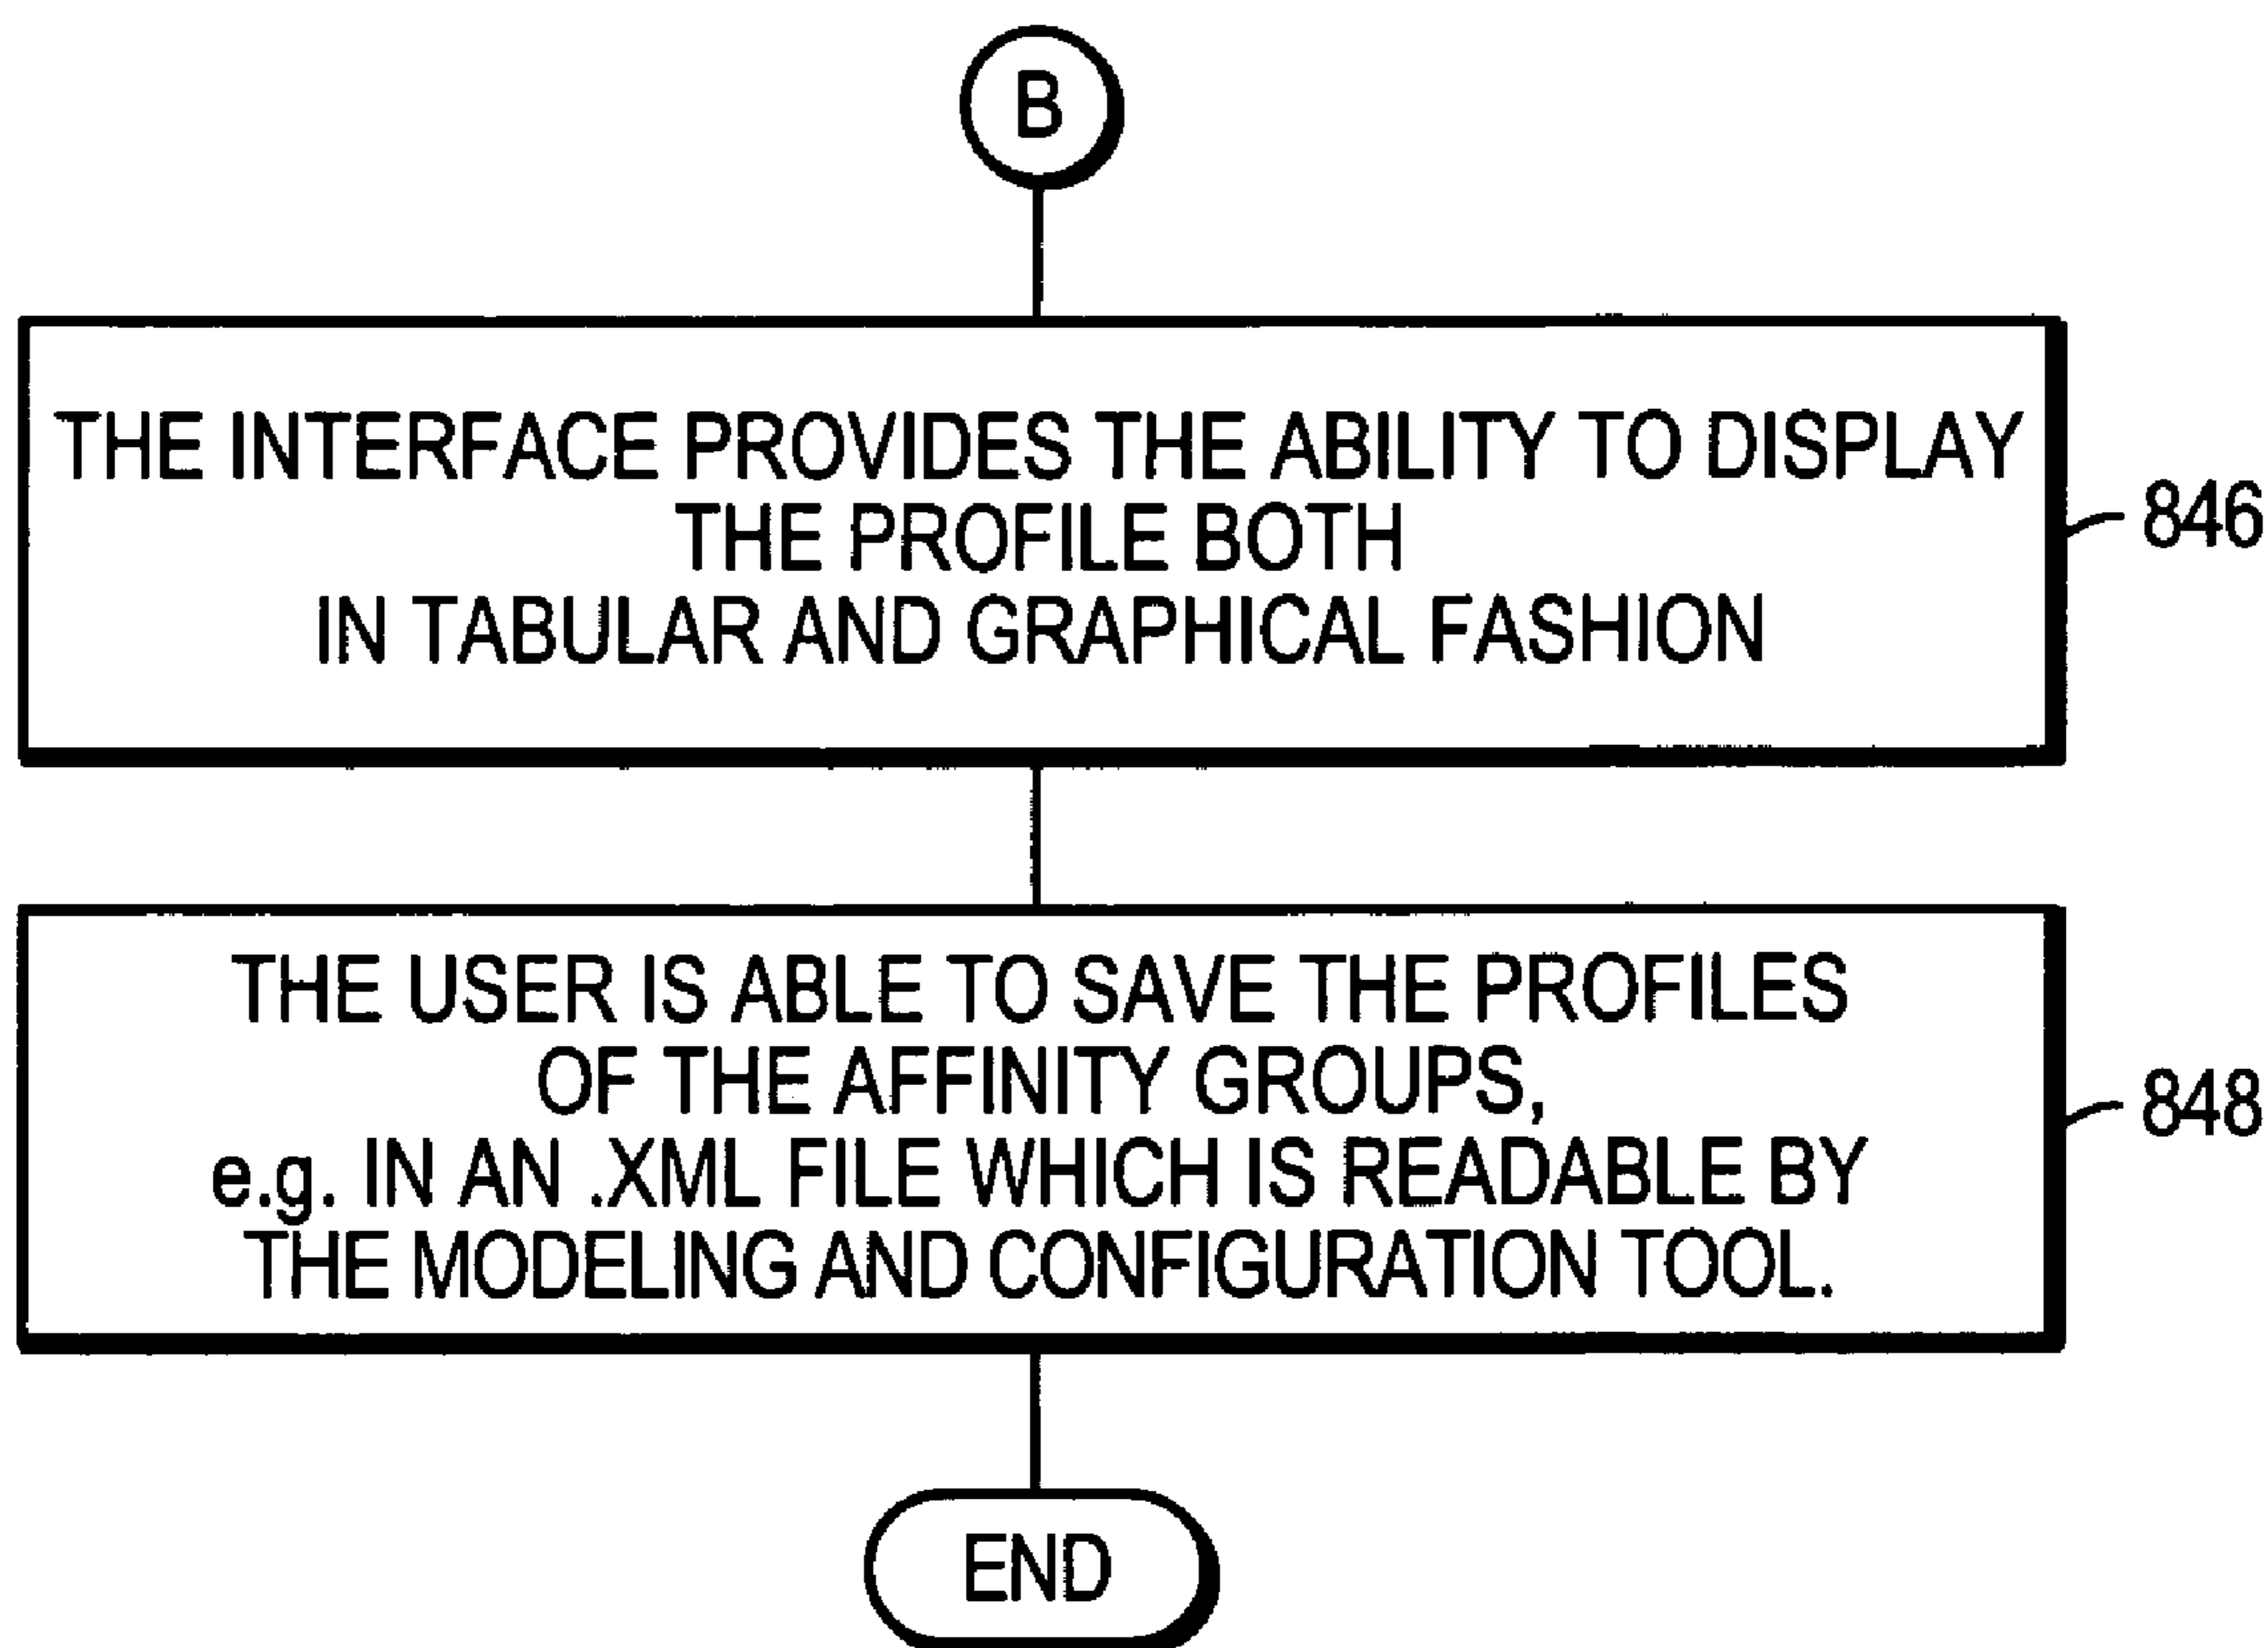 B
THE INTERFACE PROVIDES THE ABILITY TO DISPLAY
THE PROFILE BOTH
IN TABULAR AND GRAPHICAL FASHION
846
THE USER IS ABLE TO SAVE THE PROFILES
OF THE AFFINITY GROUPS,
e.g. IN AN .XML FILE WHICH IS READABLE BY
THE MODELING AND CONFIGURATION TOOL.
848
END